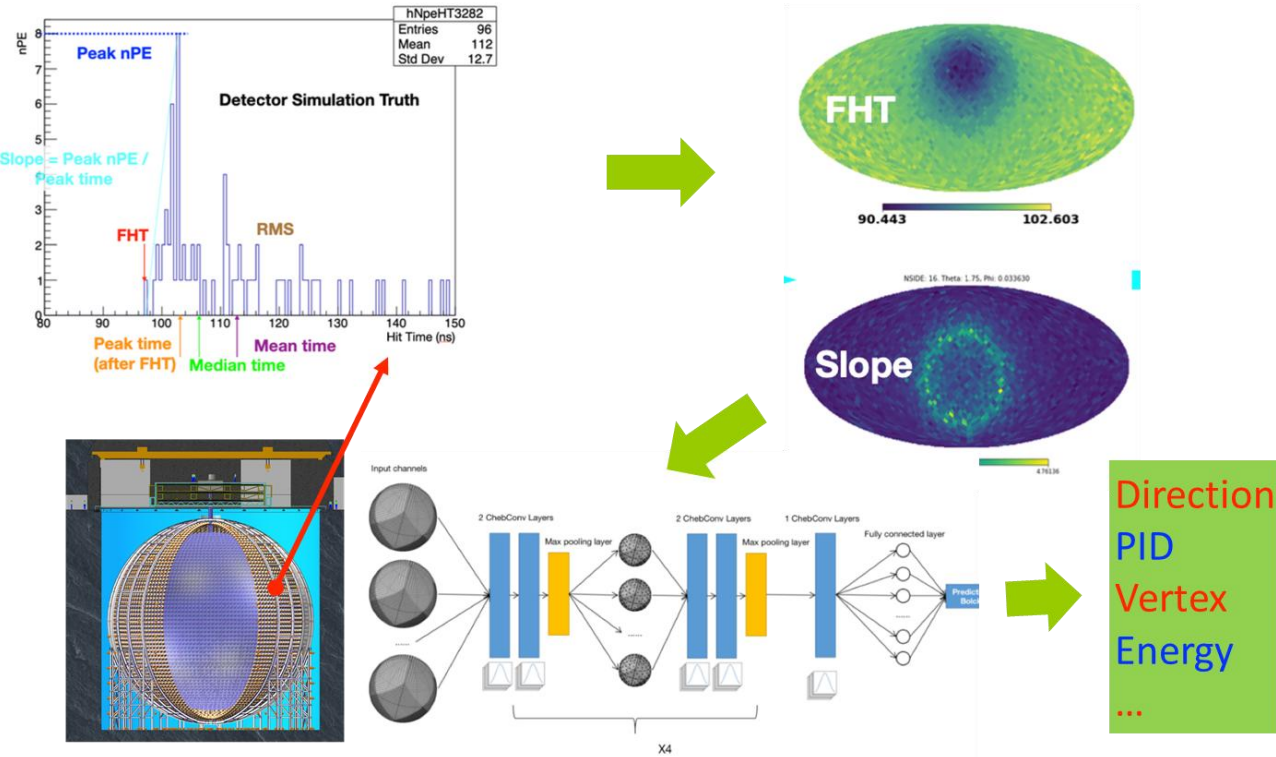 hNpeHT3282
Entries 96
Mean 112
Std Dev 12.7
nPE
8
7
6
5
4
3
2
1
0
Peak nPE
Detector Simulation Truth
Slope = Peak nPE /
Peak time
FHT
RMS
80 90 100 110 120 130 140 150
Hit Time (ns)
Peak time
(after FHT)
Median time
Mean time
FHT
90.443 102.603
NSIDE: 16. Theta: 1.75, Phi: 0.033630
Slope
4.76136
Input channels
2 ChebConv Layers
Max pooling layer
2 ChebConv Layers
Max pooling layer
1 ChebConv Layers
Fully connected layer
......
......
......
Predict
Bolck
X4
Direction
PID
Vertex
Energy
...